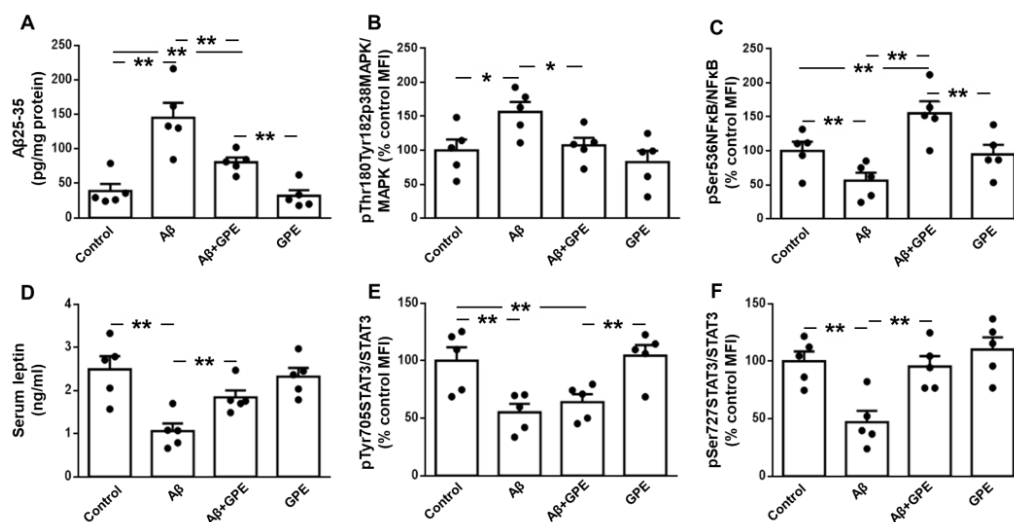 A
Aβ25-35
(pg/mg protein)
250
200
150
100
50
0
**
**
**
**
Control
Aβ
Aβ+GPE
GPE
B
pThr180Tyr182p38MAPK/
MAPK (% control MFI)
250
200
150
100
50
0
*
*
Control
Aβ
Aβ+GPE
GPE
C
pSer536NFκB/NFκB
(% control MFI)
250
200
150
100
50
0
**
**
**
**
Control
Aβ
Aβ+GPE
GPE
D
Serum leptin
(ng/ml)
4
3
2
1
0
**
**
Control
Aβ
Aβ+GPE
GPE
E
pTyr705STAT3/STAT3
(% control MFI)
150
100
50
0
**
**
**
Control
Aβ
Aβ+GPE
GPE
F
pSer727STAT3/STAT3
(% control MFI)
150
100
50
0
**
**
Control
Aβ
Aβ+GPE
GPE